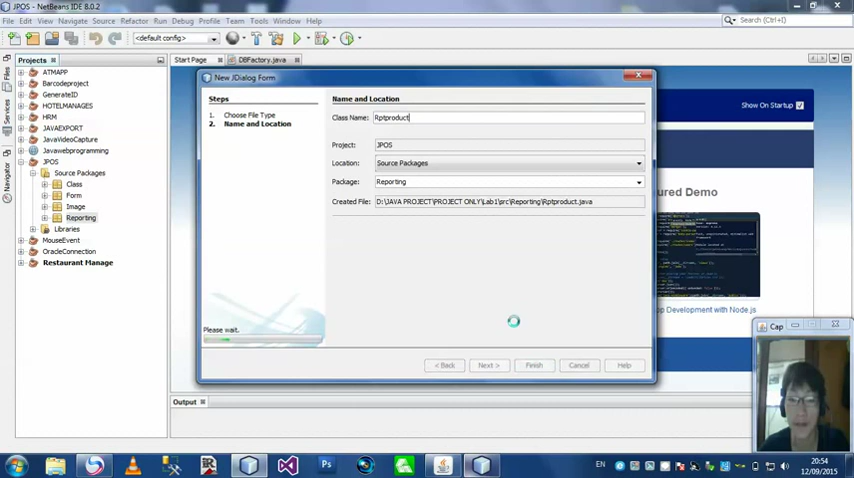 JPOS - NetBeans IDE 8.0.2
File Edit View Navigate Source Refactor Run Debug Profile Team Tools Window Help
Search (Ctrl+I)
<default config>
Projects
Start Page
DBFactory.java
Files
Services
Navigator
ATMAPP
Barcodeproject
GenerateID
HOTELMANAGES
HRM
JAVAEXPORT
JavaVideoCapture
Javawebprogramming
JPOS
Source Packages
Class
Form
Image
Reporting
Libraries
MouseEvent
OracleConnection
Restaurant Manage
New JDialog Form
Steps
1. Choose File Type
2. Name and Location
Please wait.
Name and Location
Class Name: Rptproduct
Project: JPOS
Location: Source Packages
Package: Reporting
Created File: D:\JAVA PROJECT\PROJECT ONLY\Lab1\src\Reporting\Rptproduct.java
< Back Next > Finish Cancel Help
Show On Startup
ured Demo
op Development with Node.js
Output
Cap
Ps
EN
20:54
12/09/2015